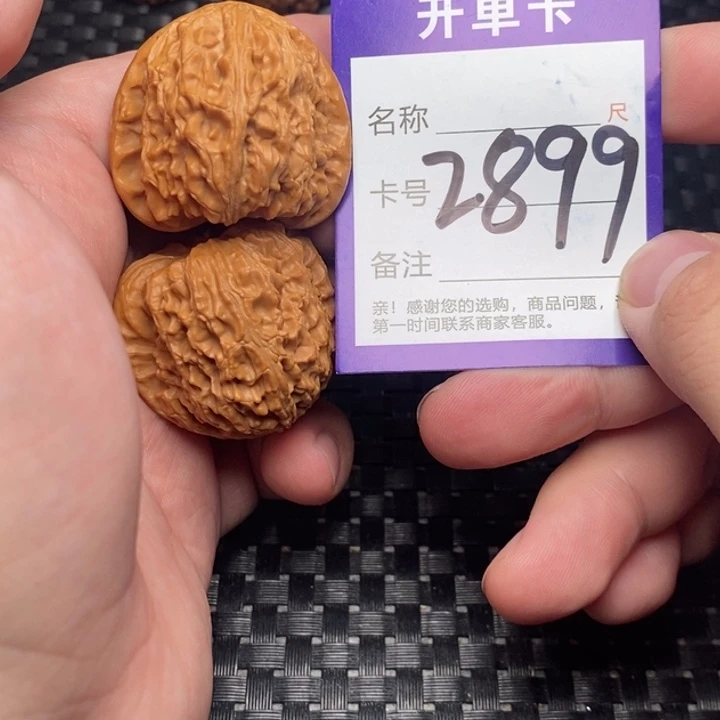 开单卡
名称 尺
卡号 2899
备注
亲！感谢您的选购，商品问题，
第一时间联系商家客服。